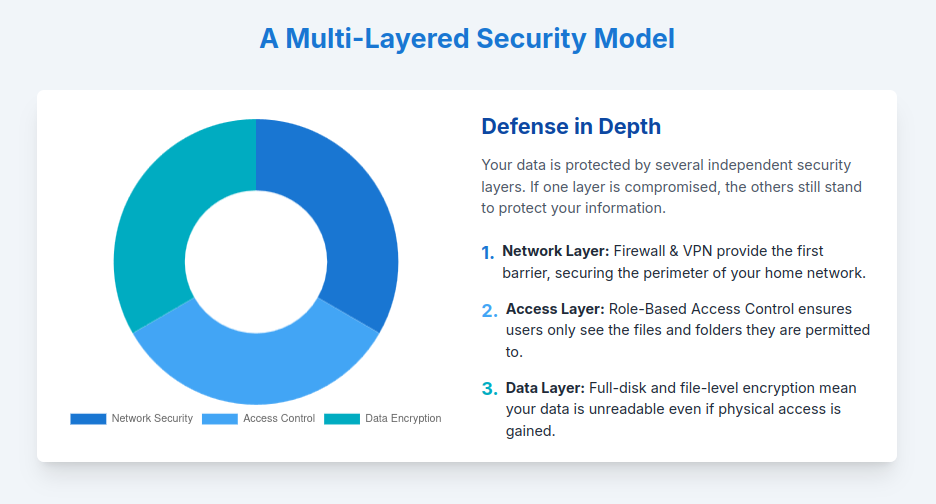 A Multi-Layered Security Model
Defense in Depth
Your data is protected by several independent security
layers. If one layer is compromised, the others still stand
to protect your information.
1. Network Layer: Firewall & VPN provide the first
barrier, securing the perimeter of your home network.
2. Access Layer: Role-Based Access Control ensures
users only see the files and folders they are permitted
to.
3. Data Layer: Full-disk and file-level encryption mean
your data is unreadable even if physical access is
gained.
Network Security Access Control Data Encryption